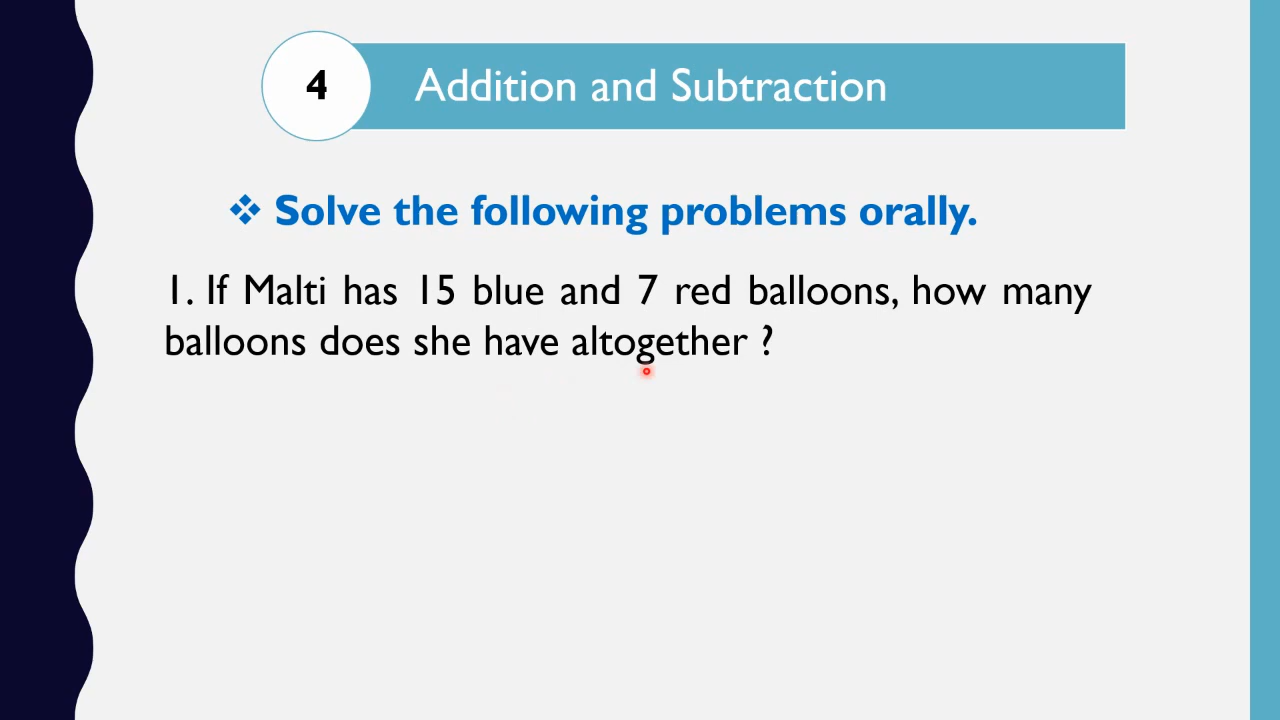 4
Addition and Subtraction
❖ Solve the following problems orally.
1. If Malti has 15 blue and 7 red balloons, how many
balloons does she have altogether ?